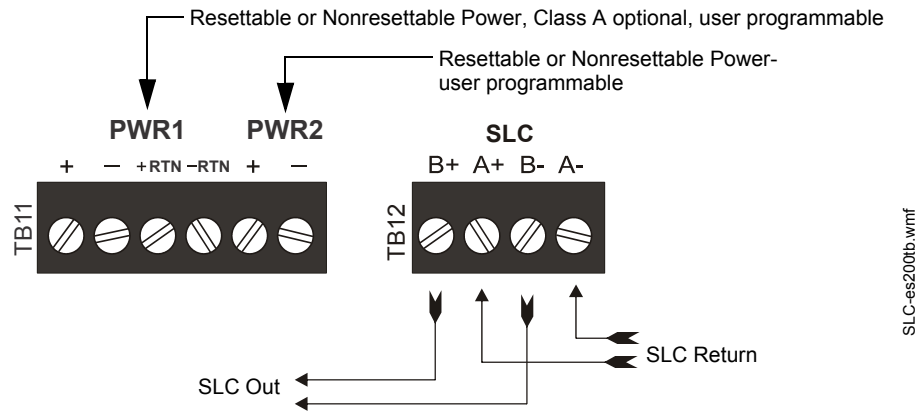 Resettable or Nonresettable Power, Class A optional, user programmable
Resettable or Nonresettable Power-
user programmable
PWR1 PWR2
+ − +RTN −RTN + −
TB11
SLC
B+ A+ B- A-
TB12
SLC Return
SLC Out
SLC-es200tb.wmf